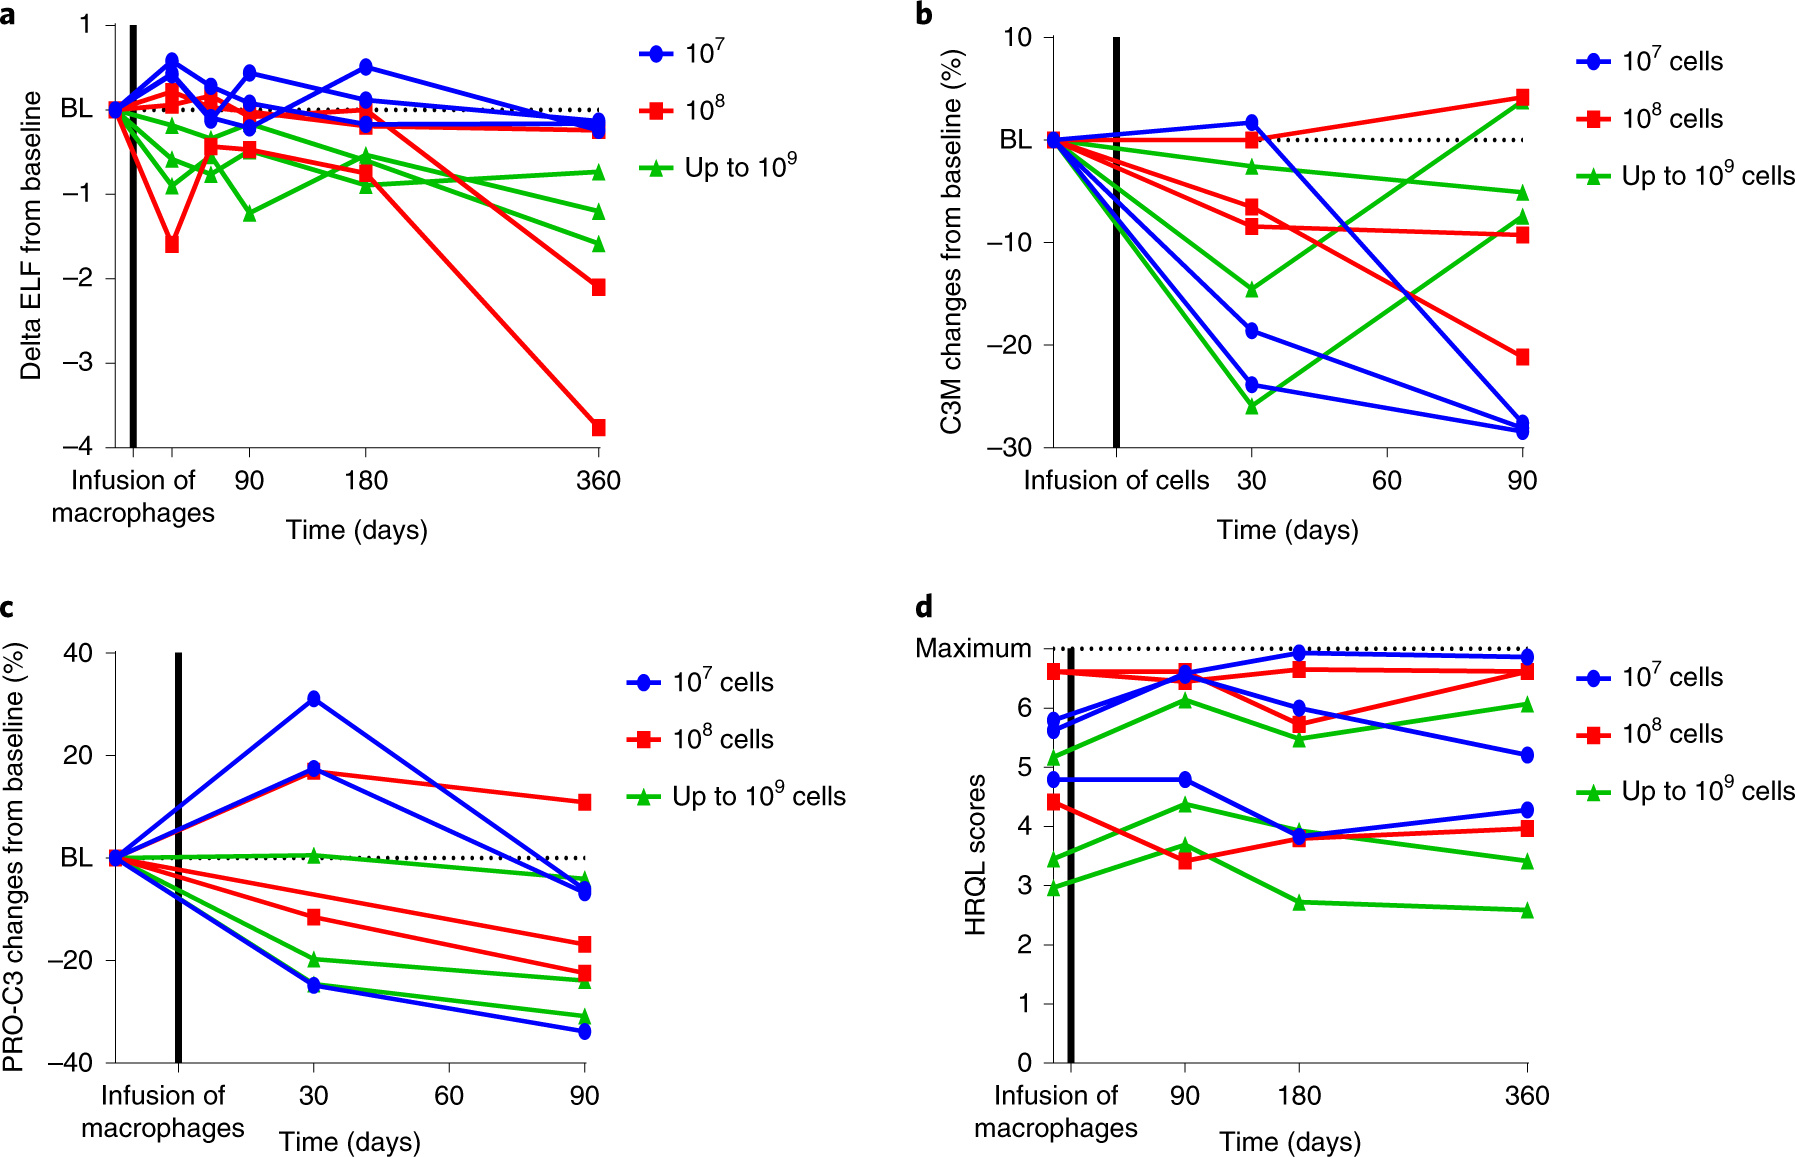 a
Delta ELF from baseline
1
BL
–1
–2
–3
–4
Infusion of
macrophages
90
180
360
Time (days)
10⁷
10⁸
Up to 10⁹
b
C3M changes from baseline (%)
10
BL
–10
–20
–30
Infusion of cells
30
60
90
Time (days)
10⁷ cells
10⁸ cells
Up to 10⁹ cells
c
PRO-C3 changes from baseline (%)
40
20
BL
–20
–40
Infusion of
macrophages
30
60
90
Time (days)
10⁷ cells
10⁸ cells
Up to 10⁹ cells
d
HRQL scores
Maximum
6
5
4
3
2
1
0
Infusion of
macrophages
90
180
360
Time (days)
10⁷ cells
10⁸ cells
Up to 10⁹ cells